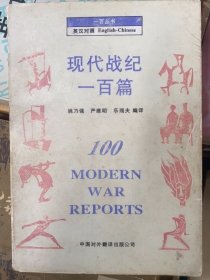 一百丛书
英汉对照 English-Chinese
现代战纪
一百篇
姚乃强 严维明 乐雨夫 编译
100
MODERN
WAR
REPORTS
中国对外翻译出版公司